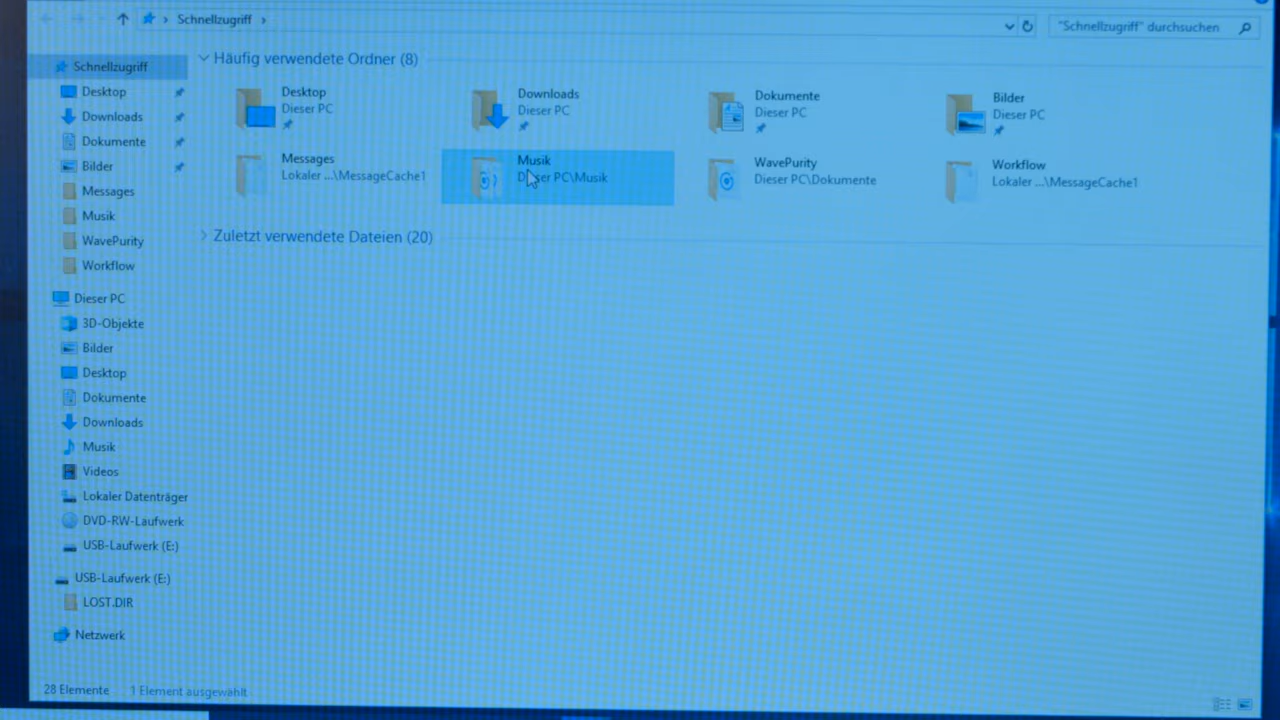 Schnellzugriff
"Schnellzugriff" durchsuchen
Schnellzugriff
Desktop
Downloads
Dokumente
Bilder
Messages
Musik
WavePurity
Workflow
Dieser PC
3D-Objekte
Bilder
Desktop
Dokumente
Downloads
Musik
Videos
Lokaler Datenträger
DVD-RW-Laufwerk
USB-Laufwerk (E:)
USB-Laufwerk (E:)
LOST.DIR
Netzwerk
Häufig verwendete Ordner (8)
Desktop
Dieser PC
Downloads
Dieser PC
Dokumente
Dieser PC
Bilder
Dieser PC
Messages
Lokaler ...\MessageCache1
Musik
Dieser PC\Musik
WavePurity
Dieser PC\Dokumente
Workflow
Lokaler ...\MessageCache1
Zuletzt verwendete Dateien (20)
28 Elemente
1 Element ausgewählt